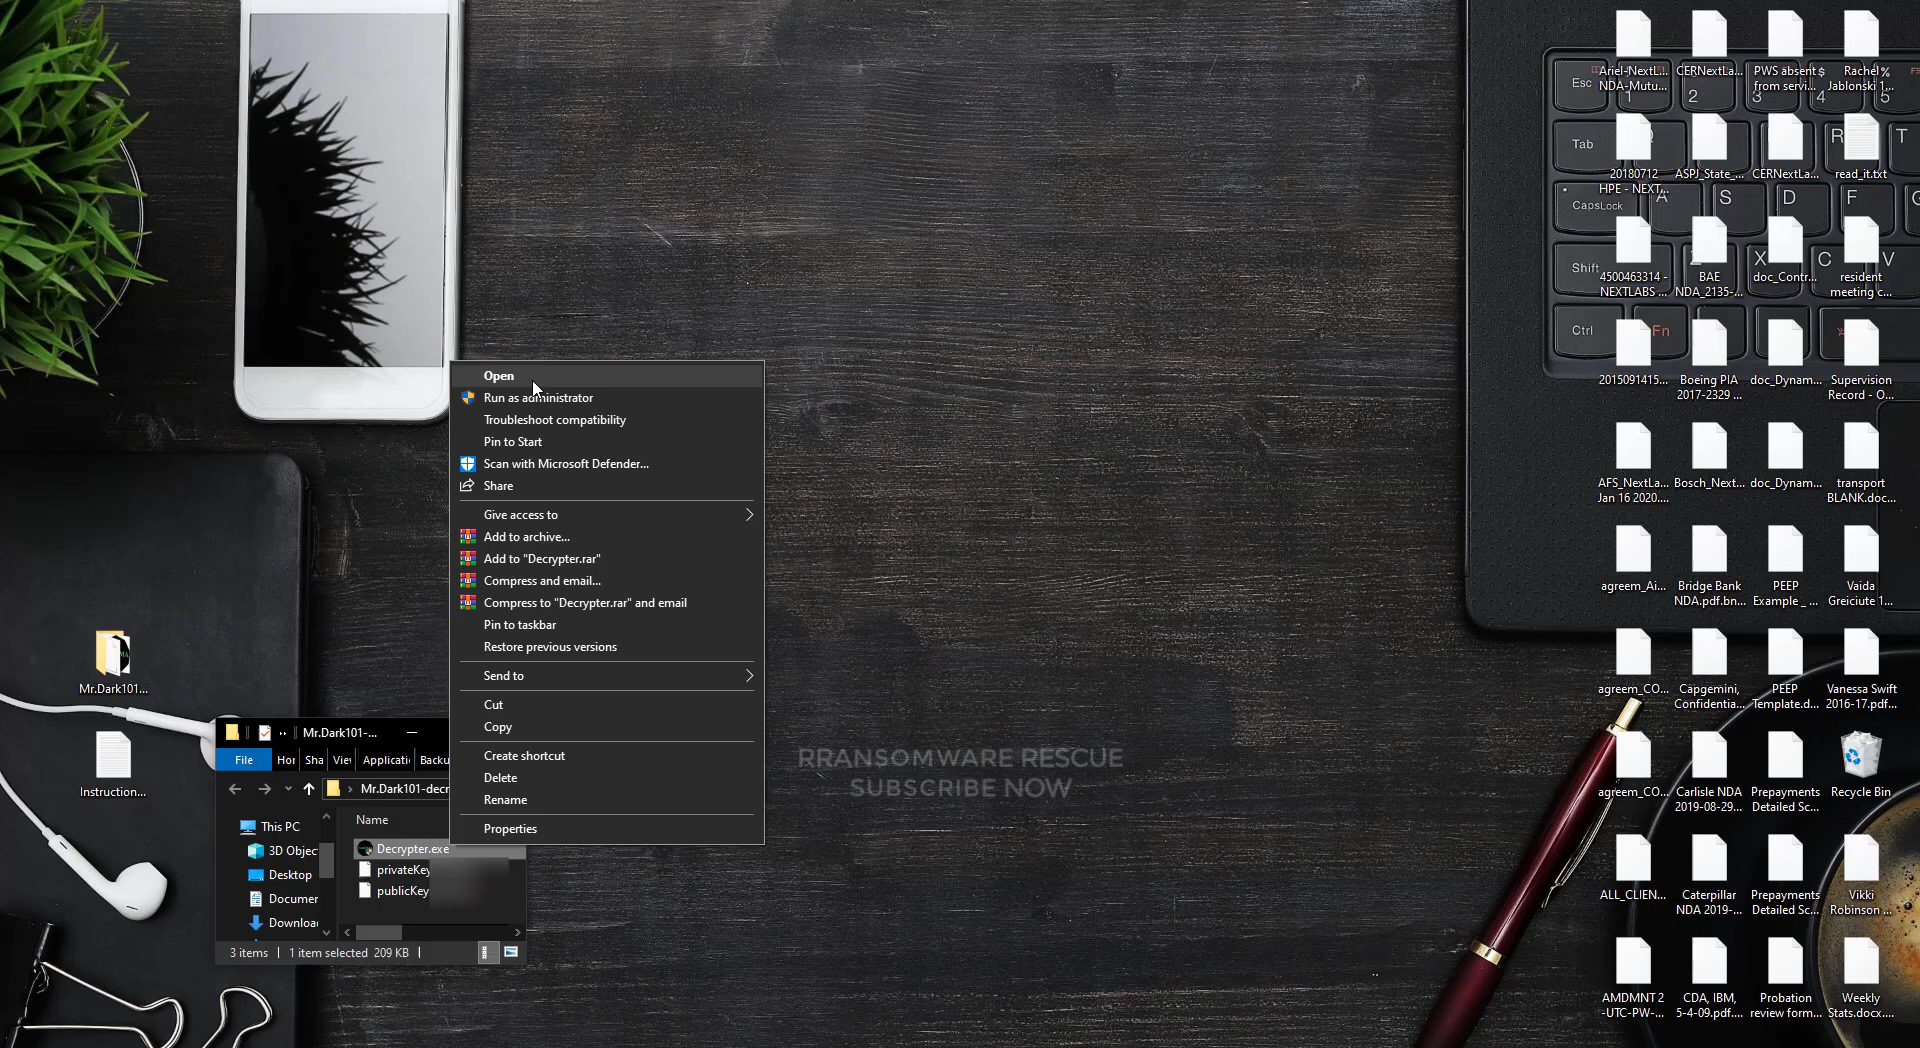 Ariel-NextL...
NDA-Mutu...
CERNextLa...
PWS absent
from servi...
Rachel
Jablonski 1...
Esc
1
2
3
$
4
%
5
20180712
HPE - NEXT...
ASPJ_State_...
CERNextLa...
read_it.txt
Tab
R
T
CapsLock
A
S
D
F
4500463314 -
NEXTLABS ...
BAE
NDA_2135-...
doc_Contr...
resident
meeting c...
Shift
Z
X
C
V
2015091415...
Boeing PIA
2017-2329 ...
doc_Dynam...
Supervision
Record - O...
Ctrl
Fn
AFS_NextLa...
Jan 16 2020....
Bosch_Next...
doc_Dynam...
transport
BLANK.doc...
agreem_Ai...
Bridge Bank
NDA.pdf.bn...
PEEP
Example_ ...
Vaida
Greiciute 1...
agreem_CO...
Capgemini,
Confidentia...
PEEP
Template.d...
Vanessa Swift
2016-17.pdf...
agreem_CO...
Carlisle NDA
2019-08-29...
Prepayments
Detailed Sc...
Recycle Bin
ALL_CLIEN...
Caterpillar
NDA 2019-...
Prepayments
Detailed Sc...
Vikki
Robinson ...
AMDMNT 2
-UTC-PW-...
CDA, IBM,
5-4-09.pdf....
Probation
review form...
Weekly
Stats.docx...
Open
Run as administrator
Troubleshoot compatibility
Pin to Start
Scan with Microsoft Defender...
Share
Give access to
Add to archive...
Add to "Decrypter.rar"
Compress and email...
Compress to "Decrypter.rar" and email
Pin to taskbar
Restore previous versions
Send to
Cut
Copy
Create shortcut
Delete
Rename
Properties
Mr.Dark101...
Instruction...
Mr.Dark101-...
File
Hor
Sha
Viev
Applicati
Backu
Mr.Dark101-decr
Name
This PC
3D Objec
Desktop
Documer
Downloa
Decrypter.exe
privateKey
publicKey
3 items
1 item selected 209 KB
RRANSOMWARE RESCUE
SUBSCRIBE NOW